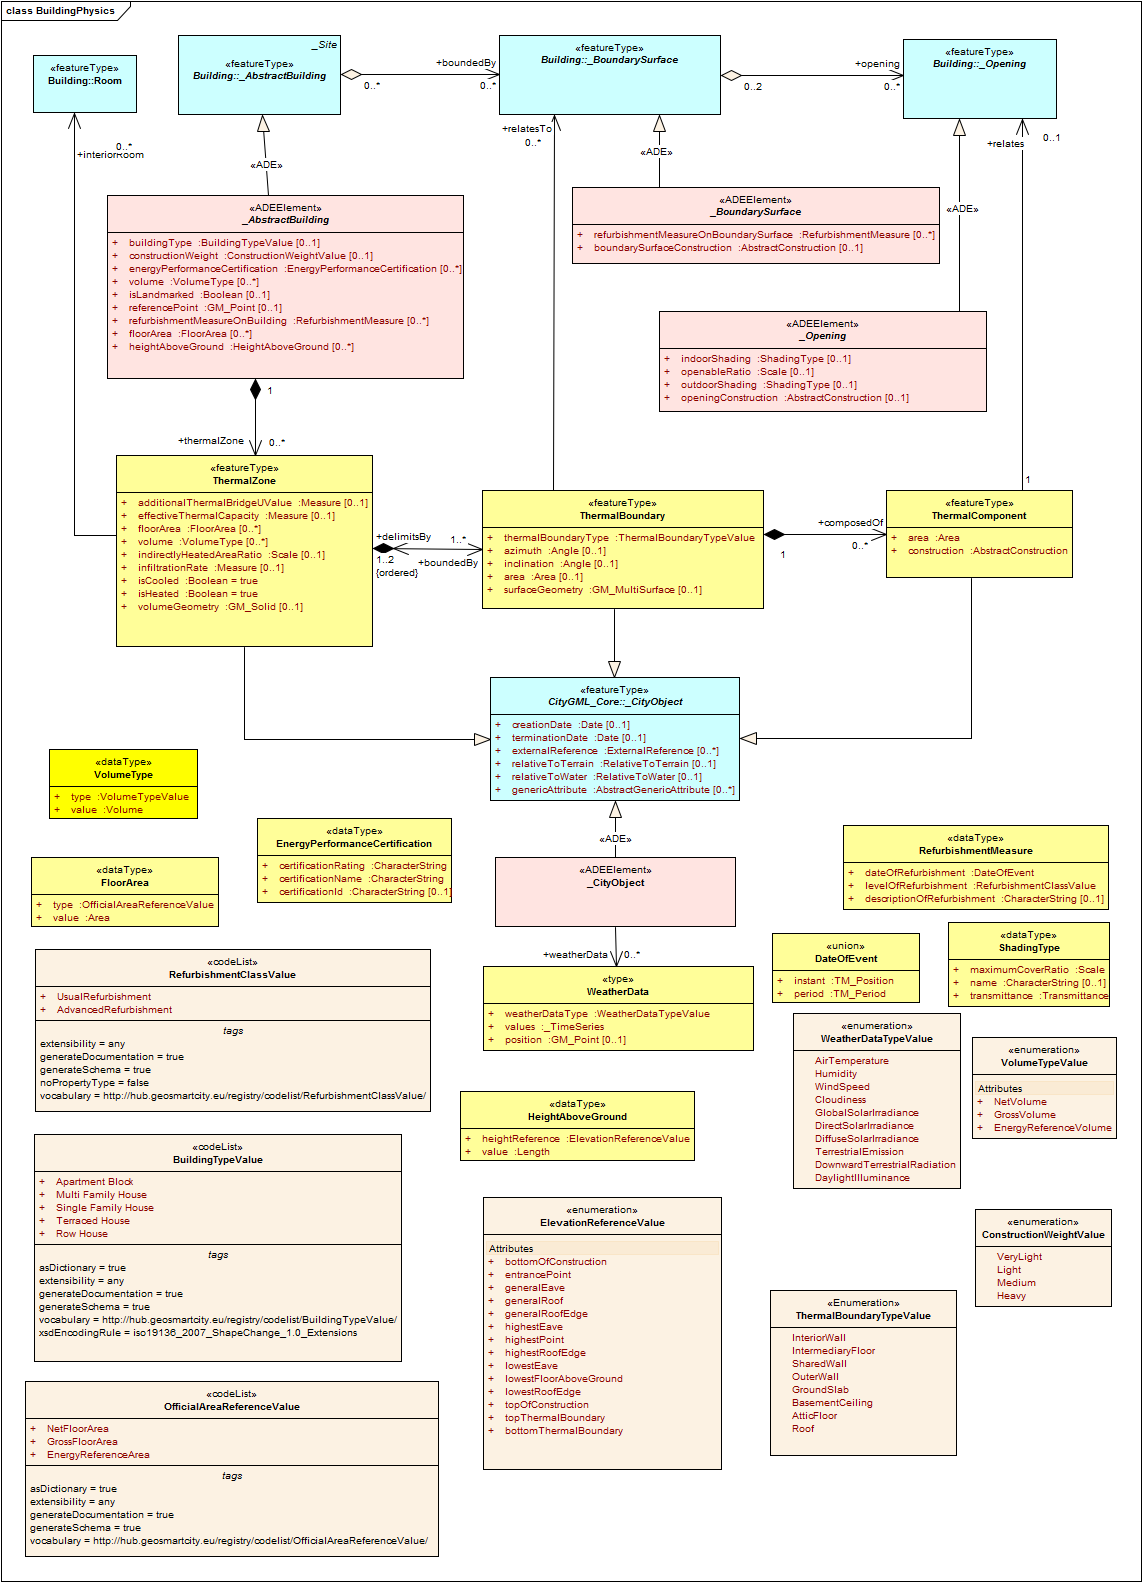 class BuildingPhysics
«featureType»
Building::Room
_Site
«featureType»
Building::_AbstractBuilding
+boundedBy
0..*
0..*
«featureType»
Building::_BoundarySurface
+opening
0..2
0..*
«featureType»
Building::_Opening
0..*
+interiorRoom
«ADE»
+relatesTo
0..*
«ADE»
+relates
0..1
«ADE»
«ADEElement»
_AbstractBuilding
+ buildingType :BuildingTypeValue [0..1]
+ constructionWeight :ConstructionWeightValue [0..1]
+ energyPerformanceCertification :EnergyPerformanceCertification [0..*]
+ volume :VolumeType [0..*]
+ isLandmarked :Boolean [0..1]
+ referencePoint :GM_Point [0..1]
+ refurbishmentMeasureOnBuilding :RefurbishmentMeasure [0..*]
+ floorArea :FloorArea [0..*]
+ heightAboveGround :HeightAboveGround [0..*]
«ADEElement»
_BoundarySurface
+ refurbishmentMeasureOnBoundarySurface :RefurbishmentMeasure [0..*]
+ boundarySurfaceConstruction :AbstractConstruction [0..1]
«ADEElement»
_Opening
+ indoorShading :ShadingType [0..1]
+ openableRatio :Scale [0..1]
+ outdoorShading :ShadingType [0..1]
+ openingConstruction :AbstractConstruction [0..1]
1
+thermalZone
0..*
1
«featureType»
ThermalZone
+ additionalThermalBridgeUValue :Measure [0..1]
+ effectiveThermalCapacity :Measure [0..1]
+ floorArea :FloorArea [0..*]
+ volume :VolumeType [0..*]
+ indirectlyHeatedAreaRatio :Scale [0..1]
+ infiltrationRate :Measure [0..1]
+ isCooled :Boolean = true
+ isHeated :Boolean = true
+ volumeGeometry :GM_Solid [0..1]
+delimitsBy
1..*
1..2
+boundedBy
{ordered}
«featureType»
ThermalBoundary
+ thermalBoundaryType :ThermalBoundaryTypeValue
+ azimuth :Angle [0..1]
+ inclination :Angle [0..1]
+ area :Area [0..1]
+ surfaceGeometry :GM_MultiSurface [0..1]
+composedOf
1
0..*
«featureType»
ThermalComponent
+ area :Area
+ construction :AbstractConstruction
«featureType»
CityGML_Core::_CityObject
+ creationDate :Date [0..1]
+ terminationDate :Date [0..1]
+ externalReference :ExternalReference [0..*]
+ relativeToTerrain :RelativeToTerrain [0..1]
+ relativeToWater :RelativeToWater [0..1]
+ genericAttribute :AbstractGenericAttribute [0..*]
«ADE»
«dataType»
VolumeType
+ type :VolumeTypeValue
+ value :Volume
«dataType»
EnergyPerformanceCertification
+ certificationRating :CharacterString
+ certificationName :CharacterString
+ certificationId :CharacterString [0..1]
«dataType»
FloorArea
+ type :OfficialAreaReferenceValue
+ value :Area
«ADEElement»
_CityObject
«dataType»
RefurbishmentMeasure
+ dateOfRefurbishment :DateOfEvent
+ levelOfRefurbishment :RefurbishmentClassValue
+ descriptionOfRefurbishment :CharacterString [0..1]
+weatherData
0..*
«type»
WeatherData
+ weatherDataType :WeatherDataTypeValue
+ values :_TimeSeries
+ position :GM_Point [0..1]
«union»
DateOfEvent
+ instant :TM_Position
+ period :TM_Period
«dataType»
ShadingType
+ maximumCoverRatio :Scale
+ name :CharacterString [0..1]
+ transmittance :Transmittance
«codeList»
RefurbishmentClassValue
+ UsualRefurbishment
+ AdvancedRefurbishment
tags
extensibility = any
generateDocumentation = true
generateSchema = true
noPropertyType = false
vocabulary = http://hub.geosmartcity.eu/registry/codelist/RefurbishmentClassValue/
«enumeration»
WeatherDataTypeValue
AirTemperature
Humidity
WindSpeed
Cloudiness
GlobalSolarIrradiance
DirectSolarIrradiance
DiffuseSolarIrradiance
TerrestrialEmission
DownwardTerrestrialRadiation
DaylightIlluminance
«enumeration»
VolumeTypeValue
Attributes
+ NetVolume
+ GrossVolume
+ EnergyReferenceVolume
«dataType»
HeightAboveGround
+ heightReference :ElevationReferenceValue
+ value :Length
«codeList»
BuildingTypeValue
+ Apartment Block
+ Multi Family House
+ Single Family House
+ Terraced House
+ Row House
tags
asDictionary = true
extensibility = any
generateDocumentation = true
generateSchema = true
vocabulary = http://hub.geosmartcity.eu/registry/codelist/BuildingTypeValue/
xsdEncodingRule = iso19136_2007_ShapeChange_1.0_Extensions
«enumeration»
ElevationReferenceValue
Attributes
+ bottomOfConstruction
+ entrancePoint
+ generalEave
+ generalRoof
+ generalRoofEdge
+ highestEave
+ highestPoint
+ highestRoofEdge
+ lowestEave
+ lowestFloorAboveGround
+ lowestRoofEdge
+ topOfConstruction
+ topThermalBoundary
+ bottomThermalBoundary
«enumeration»
ConstructionWeightValue
VeryLight
Light
Medium
Heavy
«Enumeration»
ThermalBoundaryTypeValue
InteriorWall
IntermediaryFloor
SharedWall
OuterWall
GroundSlab
BasementCeiling
AtticFloor
Roof
«codeList»
OfficialAreaReferenceValue
+ NetFloorArea
+ GrossFloorArea
+ EnergyReferenceArea
tags
asDictionary = true
extensibility = any
generateDocumentation = true
generateSchema = true
vocabulary = http://hub.geosmartcity.eu/registry/codelist/OfficialAreaReferenceValue/